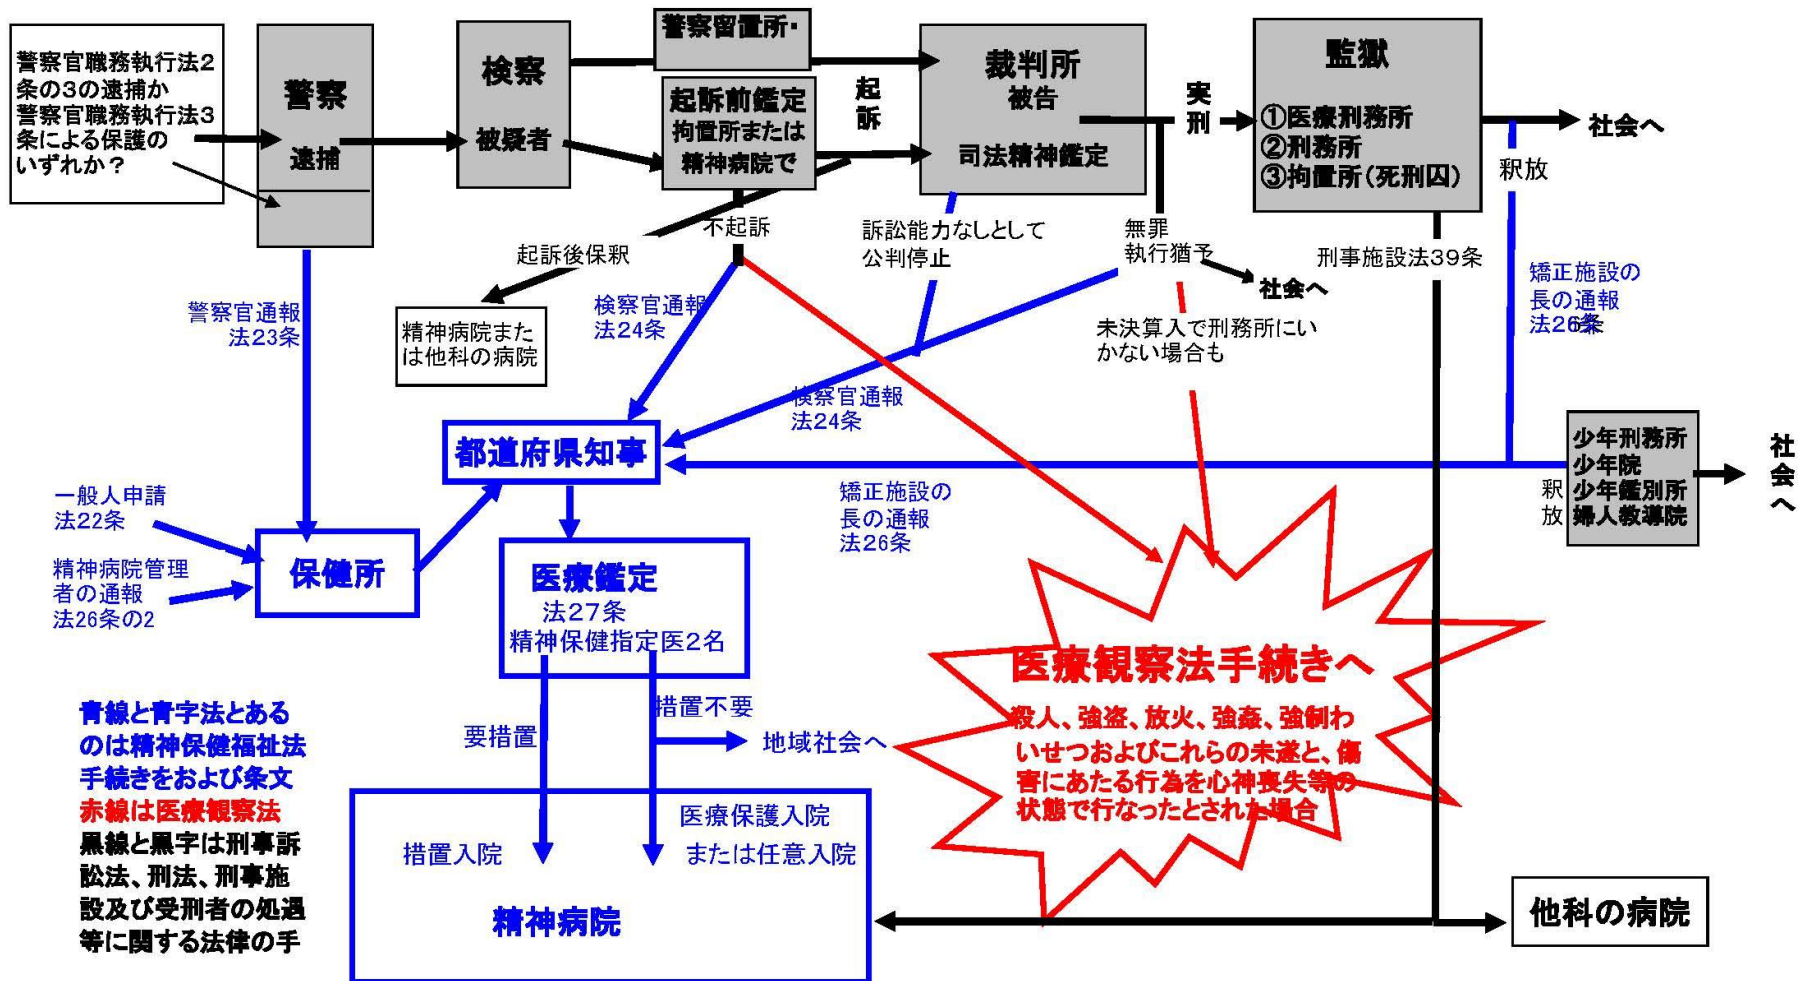 警察官職務執行法2
条の3の逮捕か
警察官職務執行法3
条による保護の
いずれか？
警察
逮捕
検察
被疑者
警察留置所・
起訴前鑑定
拘置所または
精神病院で
起訴
裁判所
被告
司法精神鑑定
実刑
監獄
①医療刑務所
②刑務所
③拘置所（死刑囚）
社会へ
釈放
不起訴
起訴後保釈
訴訟能力なしとして
公判停止
無罪
執行猶予
社会へ
刑事施設法39条
矯正施設の
長の通報
法26条
警察官通報
法23条
精神病院また
は他科の病院
検察官通報
法24条
未決算入で刑務所にい
かない場合も
検察官通報
法24条
都道府県知事
少年刑務所
少年院
少年鑑別所
婦人教導院
釈放
社会へ
一般人申請
法22条
精神病院管理
者の通報
法26条の2
保健所
医療鑑定
法27条
精神保健指定医2名
矯正施設の
長の通報
法26条
医療観察法手続きへ
殺人、強盗、放火、強姦、強制わ
いせつおよびこれらの未遂と、傷
害にあたる行為を心神喪失等の
状態で行なったとされた場合
要措置
措置不要
地域社会へ
青線と青字法とある
のは精神保健福祉法
手続きをおよび条文
赤線は医療観察法
黒線と黒字は刑事訴
訟法、刑法、刑事施
設及び受刑者の処遇
等に関する法律の手
措置入院
医療保護入院
または任意入院
精神病院
他科の病院